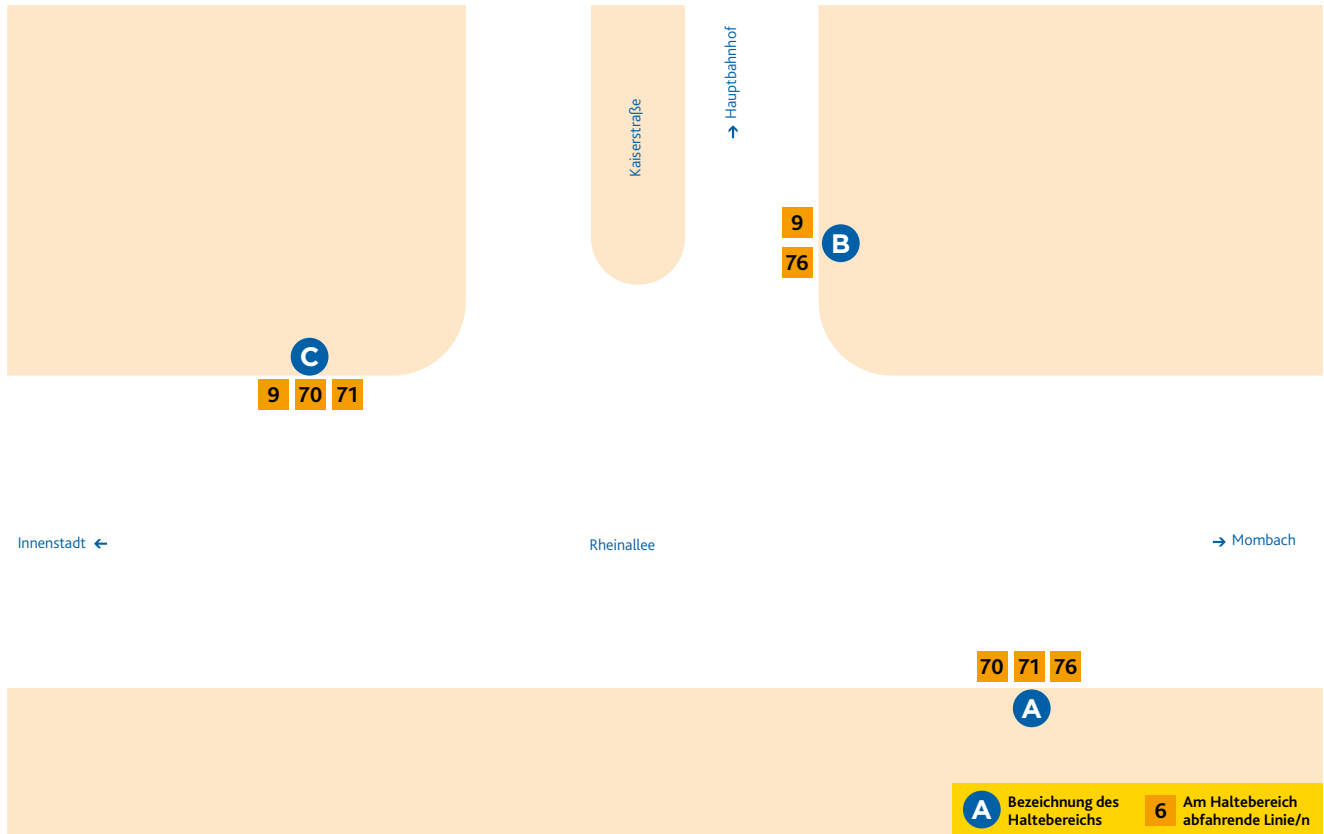 Kaiserstraße
→ Hauptbahnhof
9
76
B
C
9 70 71
Innenstadt ←
Rheinallee
→ Mombach
70 71 76
A
A Bezeichnung des
Haltebereichs
6 Am Haltebereich
abfahrende Linie/n